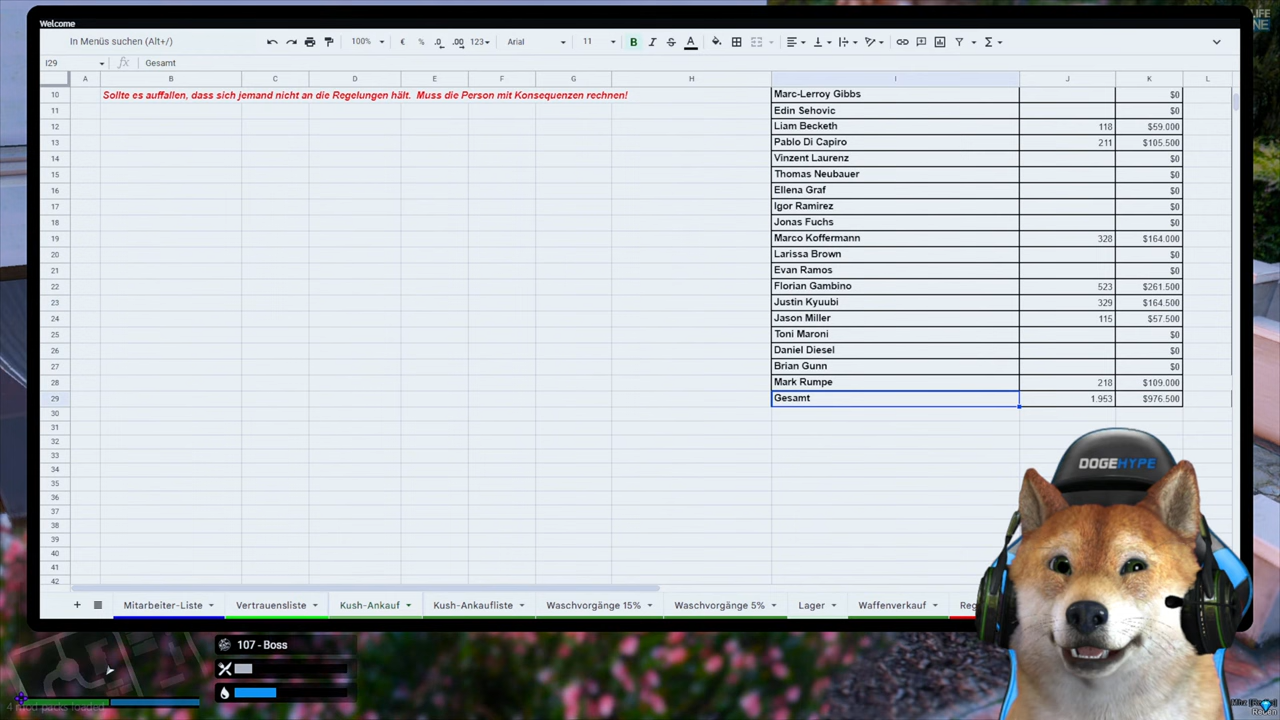 Welcome
In Menüs suchen (Alt+/)
100%
€
%
.0
.00
123
Arial
11
B
I
S
A
I29
fx
Gesamt
A B C D E F G H I J K L
10 Sollte es auffallen, dass sich jemand nicht an die Regelungen hält. Muss die Person mit Konsequenzen rechnen! Marc-Lerroy Gibbs $0
11 Edin Sehovic $0
12 Liam Becketh 118 $59.000
13 Pablo Di Capiro 211 $105.500
14 Vinzent Laurenz $0
15 Thomas Neubauer $0
16 Ellena Graf $0
17 Igor Ramirez $0
18 Jonas Fuchs $0
19 Marco Koffermann 328 $164.000
20 Larissa Brown $0
21 Evan Ramos $0
22 Florian Gambino 523 $261.500
23 Justin Kyuubi 329 $164.500
24 Jason Miller 115 $57.500
25 Toni Maroni $0
26 Daniel Diesel $0
27 Brian Gunn $0
28 Mark Rumpe 218 $109.000
29 Gesamt 1.953 $976.500
30
31
32
33
34
35
36
37
38
39
40
41
42
Mitarbeiter-Liste Vertrauensliste Kush-Ankauf Kush-Ankaufliste Waschvorgänge 15% Waschvorgänge 5% Lager Waffenverkauf Reg
DOGEHYPE
107 - Boss
4 mod packs loaded